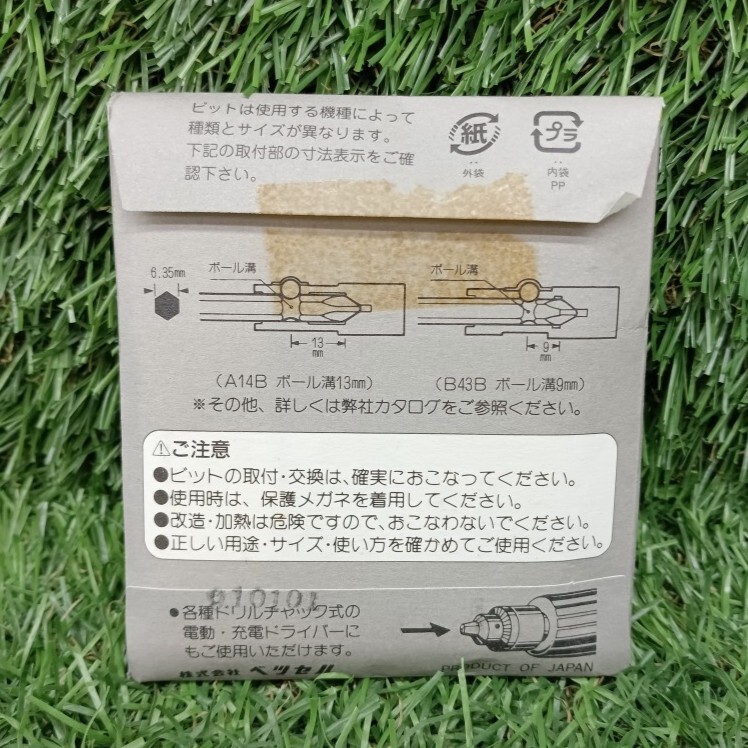 ビットは使用する機種によって
種類とサイズが異なります。
下記の取付部の寸法表示をご確
認下さい。
紙
外袋
プラ
内袋
PP
6.35mm
ボール溝
13
mm
(A14B ボール溝13mm)
ボール溝
9
mm
(B43B ボール溝9mm)
※その他、詳しくは弊社カタログをご参照ください。
⚠ご注意
●ビットの取付・交換は、確実におこなってください。
●使用時は、保護メガネを着用してください。
●改造・加熱は危険ですので、おこなわないでください。
●正しい用途・サイズ・使い方を確かめてご使用ください。
●各種ドリルチャック式の
電動・充電ドライバーに
もご使用いただけます。
株式会社 ベッセル
PRODUCT OF JAPAN